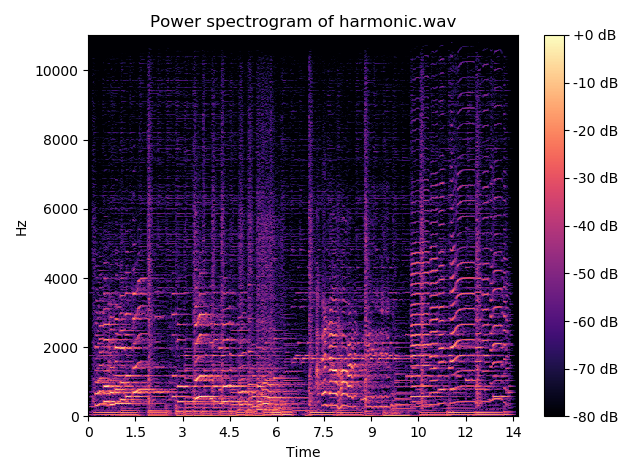 Power spectrogram of harmonic.wav
Hz
10000
8000
6000
4000
2000
0
0 1.5 3 4.5 6 7.5 9 10 12 14
Time
+0 dB
-10 dB
-20 dB
-30 dB
-40 dB
-50 dB
-60 dB
-70 dB
-80 dB